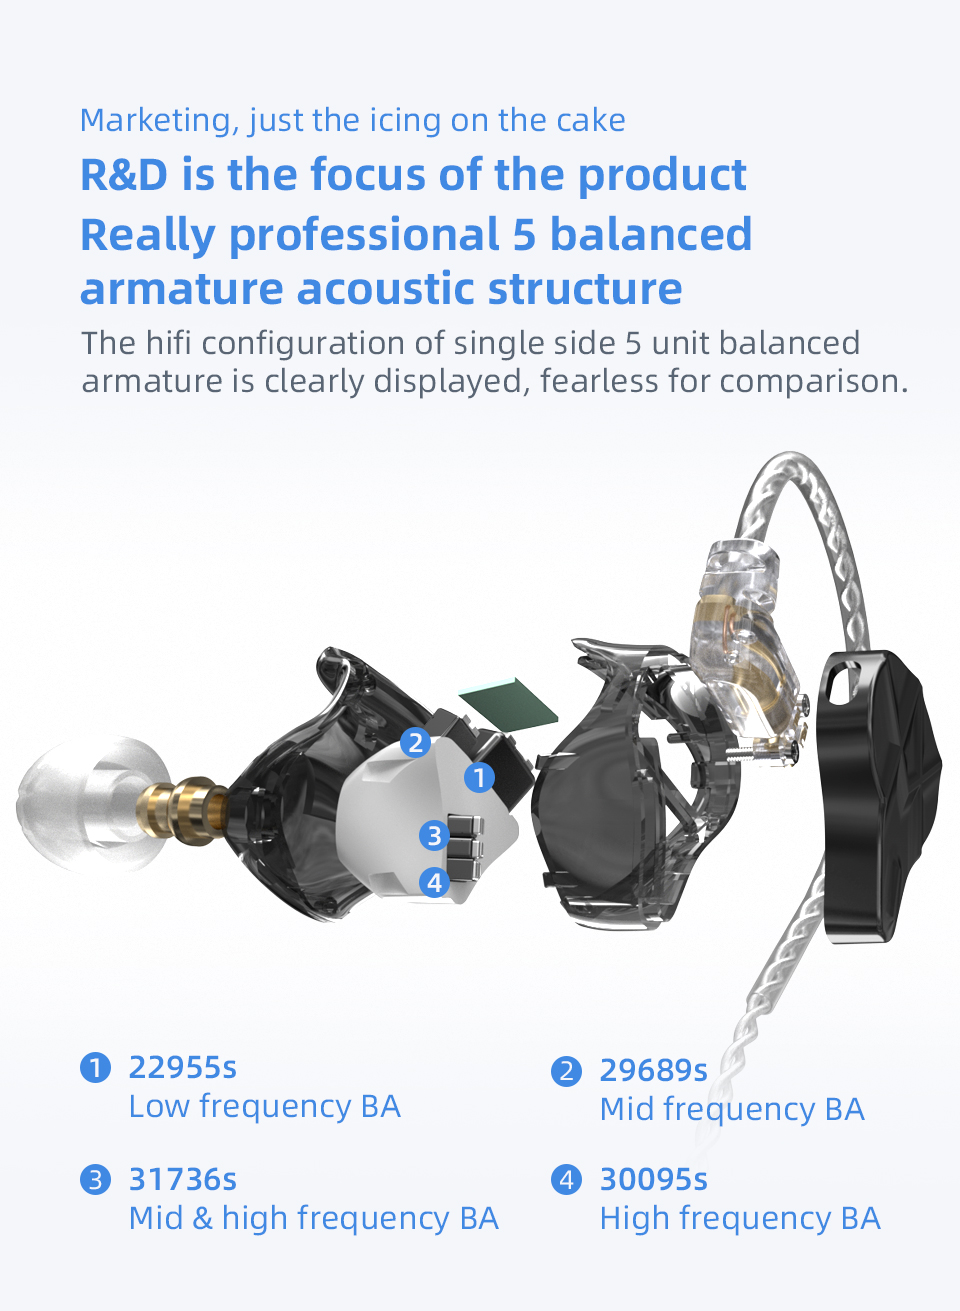 Marketing, just the icing on the cake
R&D is the focus of the product
Really professional 5 balanced
armature acoustic structure
The hifi configuration of single side 5 unit balanced
armature is clearly displayed, fearless for comparison.
2
1
3
4
1 22955s
Low frequency BA
2 29689s
Mid frequency BA
3 31736s
Mid & high frequency BA
4 30095s
High frequency BA